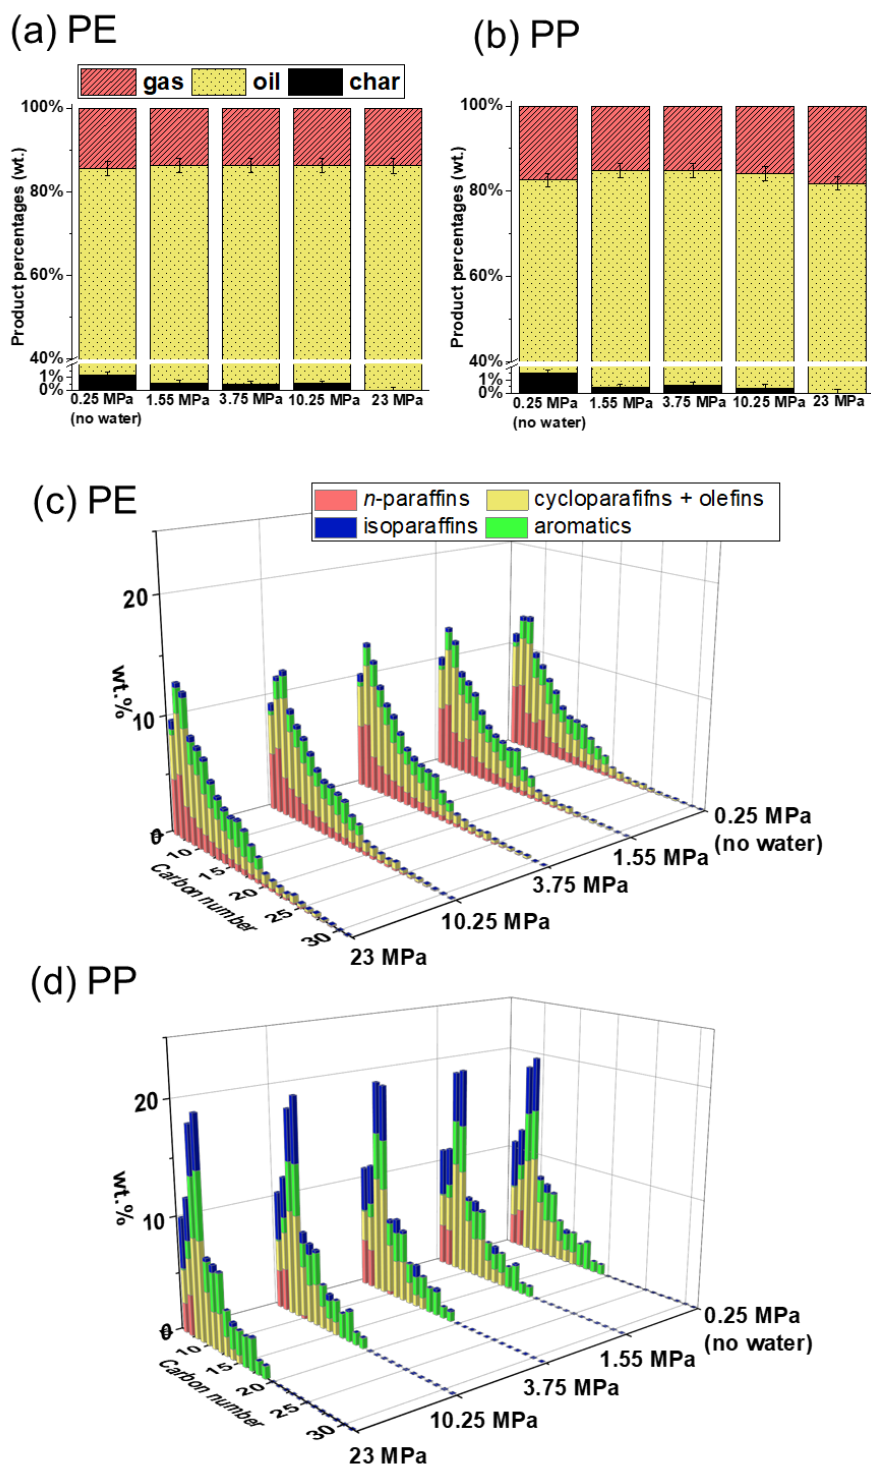 (a) PE
gas oil char
100%
80%
60%
40%
1%
0%
Product percentages (wt.)
0.25 MPa 1.55 MPa 3.75 MPa 10.25 MPa 23 MPa
(no water)
(b) PP
100%
80%
60%
40%
1%
0%
Product percentages (wt.)
0.25 MPa 1.55 MPa 3.75 MPa 10.25 MPa 23 MPa
(no water)
(c) PE
n-paraffins cycloparafifns + olefins
isoparaffins aromatics
20
10
0
wt.%
10
15
20
25
30
Carbon number
0.25 MPa
(no water)
1.55 MPa
3.75 MPa
10.25 MPa
23 MPa
(d) PP
20
10
0
wt.%
10
15
20
25
30
Carbon number
0.25 MPa
(no water)
1.55 MPa
3.75 MPa
10.25 MPa
23 MPa